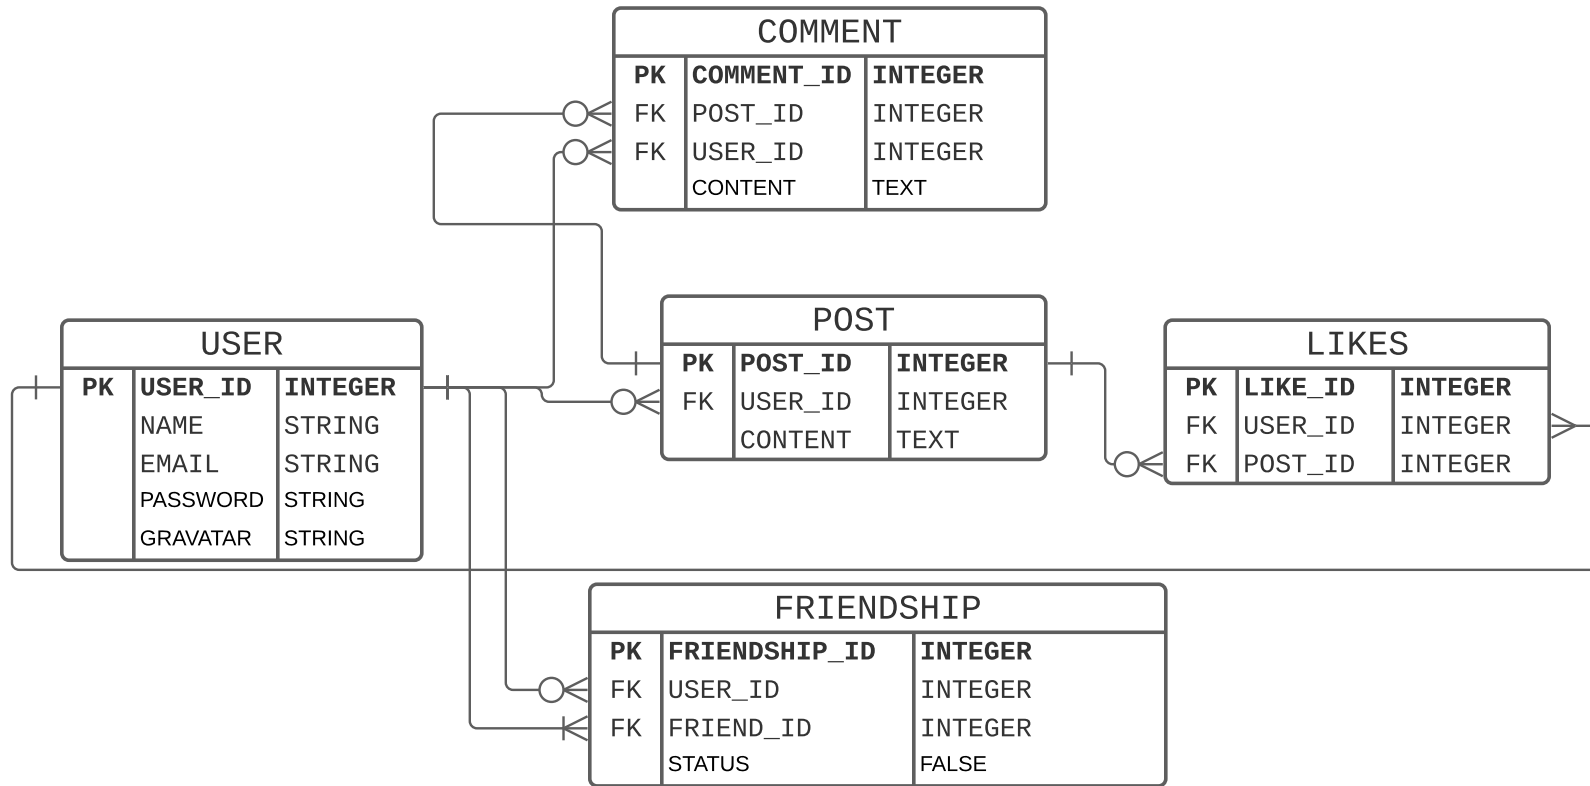 COMMENT
PK COMMENT_ID INTEGER
FK POST_ID INTEGER
FK USER_ID INTEGER
CONTENT TEXT
POST
PK POST_ID INTEGER
FK USER_ID INTEGER
CONTENT TEXT
USER
PK USER_ID INTEGER
NAME STRING
EMAIL STRING
PASSWORD STRING
GRAVATAR STRING
LIKES
PK LIKE_ID INTEGER
FK USER_ID INTEGER
FK POST_ID INTEGER
FRIENDSHIP
PK FRIENDSHIP_ID INTEGER
FK USER_ID INTEGER
FK FRIEND_ID INTEGER
STATUS FALSE